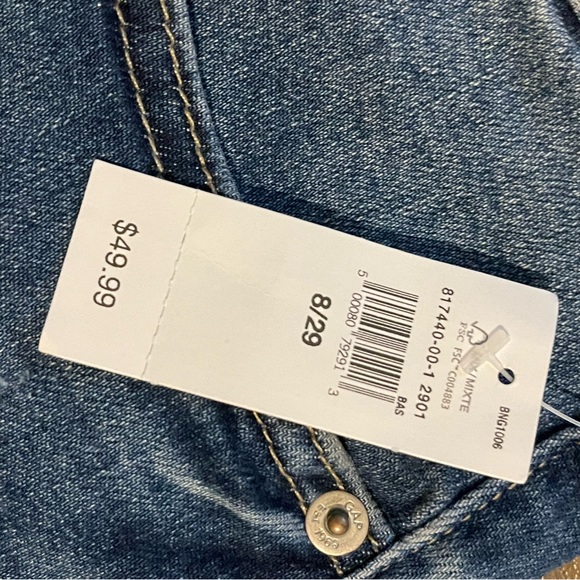 BNG1006
MIXTE
FSC FSC® C004883
817440-00-1 2901
BAS
5 00080 79291 3
8/29
$49.99
GAP
1969